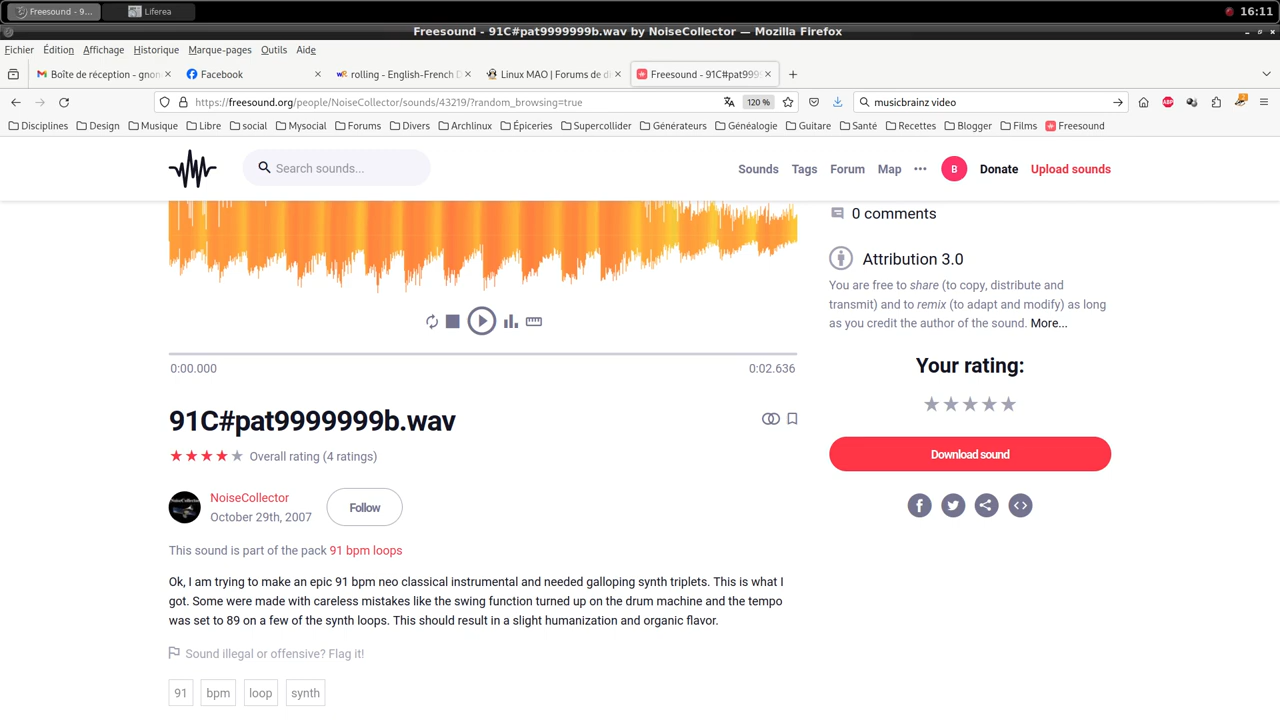 Freesound - 9...
Liferea
16:11
Freesound - 91C#pat9999999b.wav by NoiseCollector — Mozilla Firefox
Fichier Édition Affichage Historique Marque-pages Outils Aide
Boîte de réception - gnon
Facebook
rolling - English-French D
Linux MAO | Forums de di
Freesound - 91C#pat999
https://freesound.org/people/NoiseCollector/sounds/43219/?random_browsing=true
120 %
musicbrainz video
Disciplines Design Musique Libre social Mysocial Forums Divers Archlinux Épiceries Supercollider Générateurs Généalogie Guitare Santé Recettes Blogger Films Freesound
Search sounds...
Sounds Tags Forum Map B Donate Upload sounds
0 comments
Attribution 3.0
You are free to share (to copy, distribute and
transmit) and to remix (to adapt and modify) as long
as you credit the author of the sound. More...
Your rating:
Download sound
0:00.000
0:02.636
91C#pat9999999b.wav
Overall rating (4 ratings)
NoiseCollector
October 29th, 2007
Follow
This sound is part of the pack 91 bpm loops
Ok, I am trying to make an epic 91 bpm neo classical instrumental and needed galloping synth triplets. This is what I
got. Some were made with careless mistakes like the swing function turned up on the drum machine and the tempo
was set to 89 on a few of the synth loops. This should result in a slight humanization and organic flavor.
Sound illegal or offensive? Flag it!
91 bpm loop synth